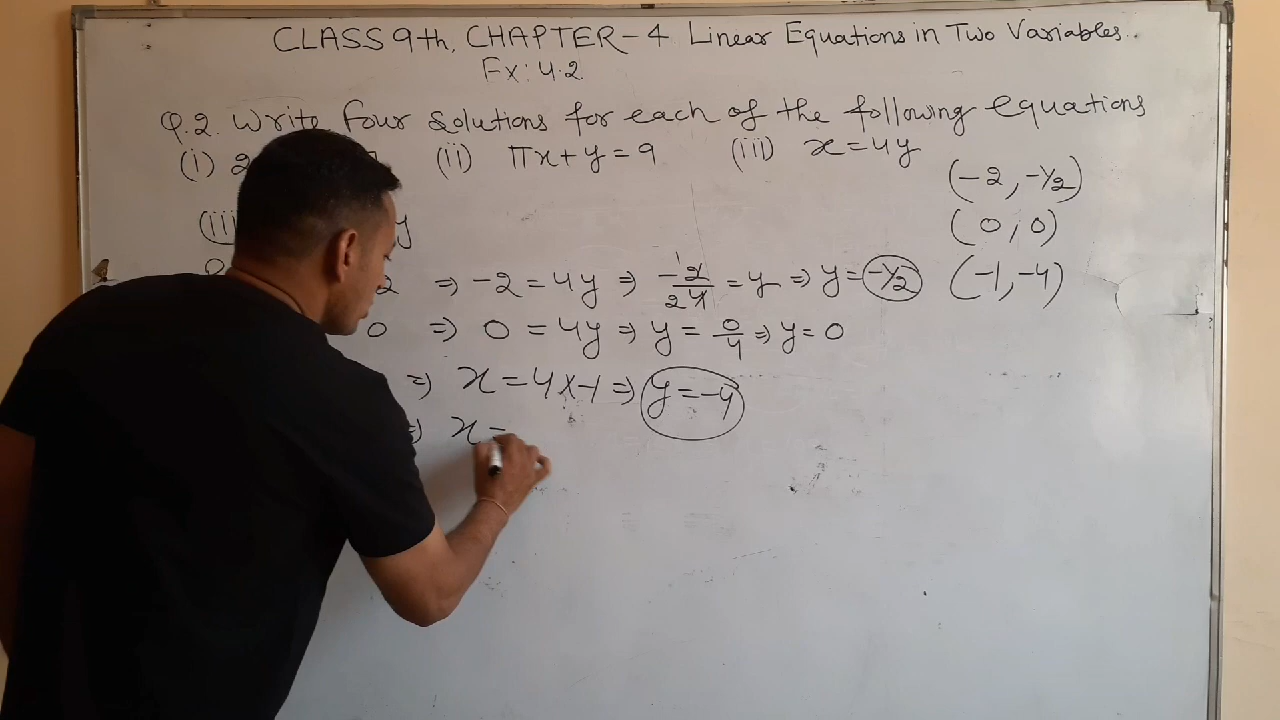 CLASS 9th, CHAPTER-4 Linear Equations in Two Variables..
Ex: 4.2
Q.2. Write four solutions for each of the following equations
(i) 2 (ii) πx+y=9 (iii) x=4y
(-2, -1/2)
(iii) y
(0, 0)
2 ⇒ -2=4y ⇒ -2/4=y ⇒ y=-1/2
(-1, -4)
0 ⇒ 0=4y ⇒ y=0/4 ⇒ y=0
⇒ x=4x-1 ⇒ y=-4
⇒ x=